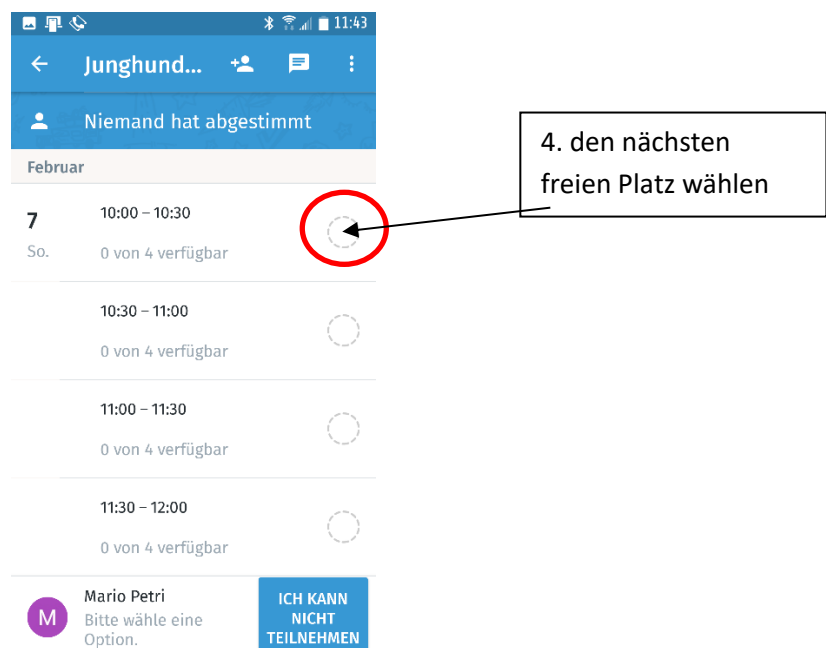 11:43
Junghund...
Niemand hat abgestimmt
Februar
7
So.
10:00 – 10:30
0 von 4 verfügbar
10:30 – 11:00
0 von 4 verfügbar
11:00 – 11:30
0 von 4 verfügbar
11:30 – 12:00
0 von 4 verfügbar
M
Mario Petri
Bitte wähle eine
Option.
ICH KANN
NICHT
TEILNEHMEN
4. den nächsten
freien Platz wählen